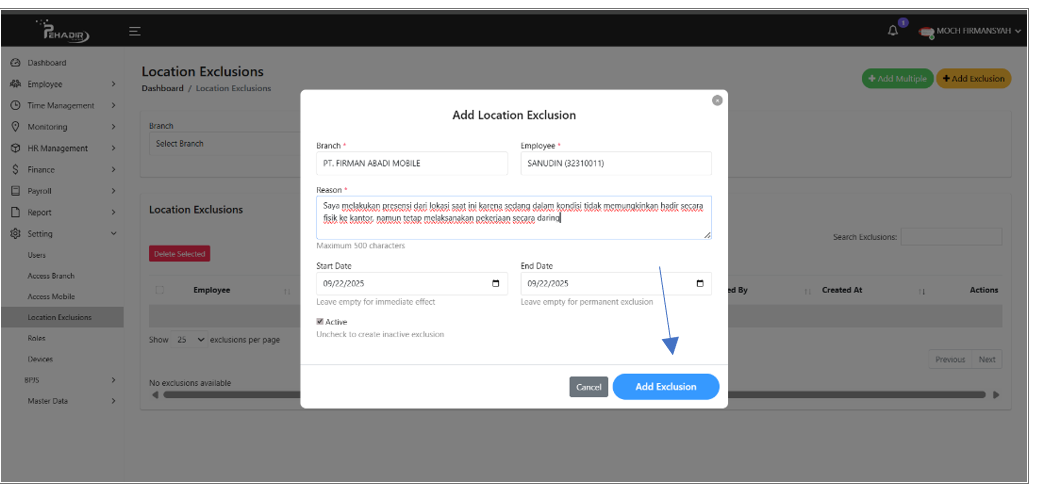 PEHADIR
1
MOCH FIRMANSYAH
Dashboard
Employee
Time Management
Monitoring
HR Management
Finance
Payroll
Report
Setting
Users
Access Branch
Access Mobile
Location Exclusions
Roles
Devices
BPJS
Master Data
Location Exclusions
Dashboard / Location Exclusions
+ Add Multiple
+ Add Exclusion
Branch
Select Branch
Location Exclusions
Delete Selected
Search Exclusions:
Employee
ed By
Created At
Actions
Show 25 exclusions per page
Previous Next
No exclusions available
Add Location Exclusion
Branch *
PT. FIRMAN ABADI MOBILE
Employee *
SANUDIN (32310011)
Reason *
Saya melakukan presensi dari lokasi saat ini karena sedang dalam kondisi tidak memungkinkan hadir secara
fisik ke kantor, namun tetap melaksanakan pekerjaan secara daring
Maximum 500 characters
Start Date
09/22/2025
Leave empty for immediate effect
End Date
09/22/2025
Leave empty for permanent exclusion
Active
Uncheck to create inactive exclusion
Cancel
Add Exclusion